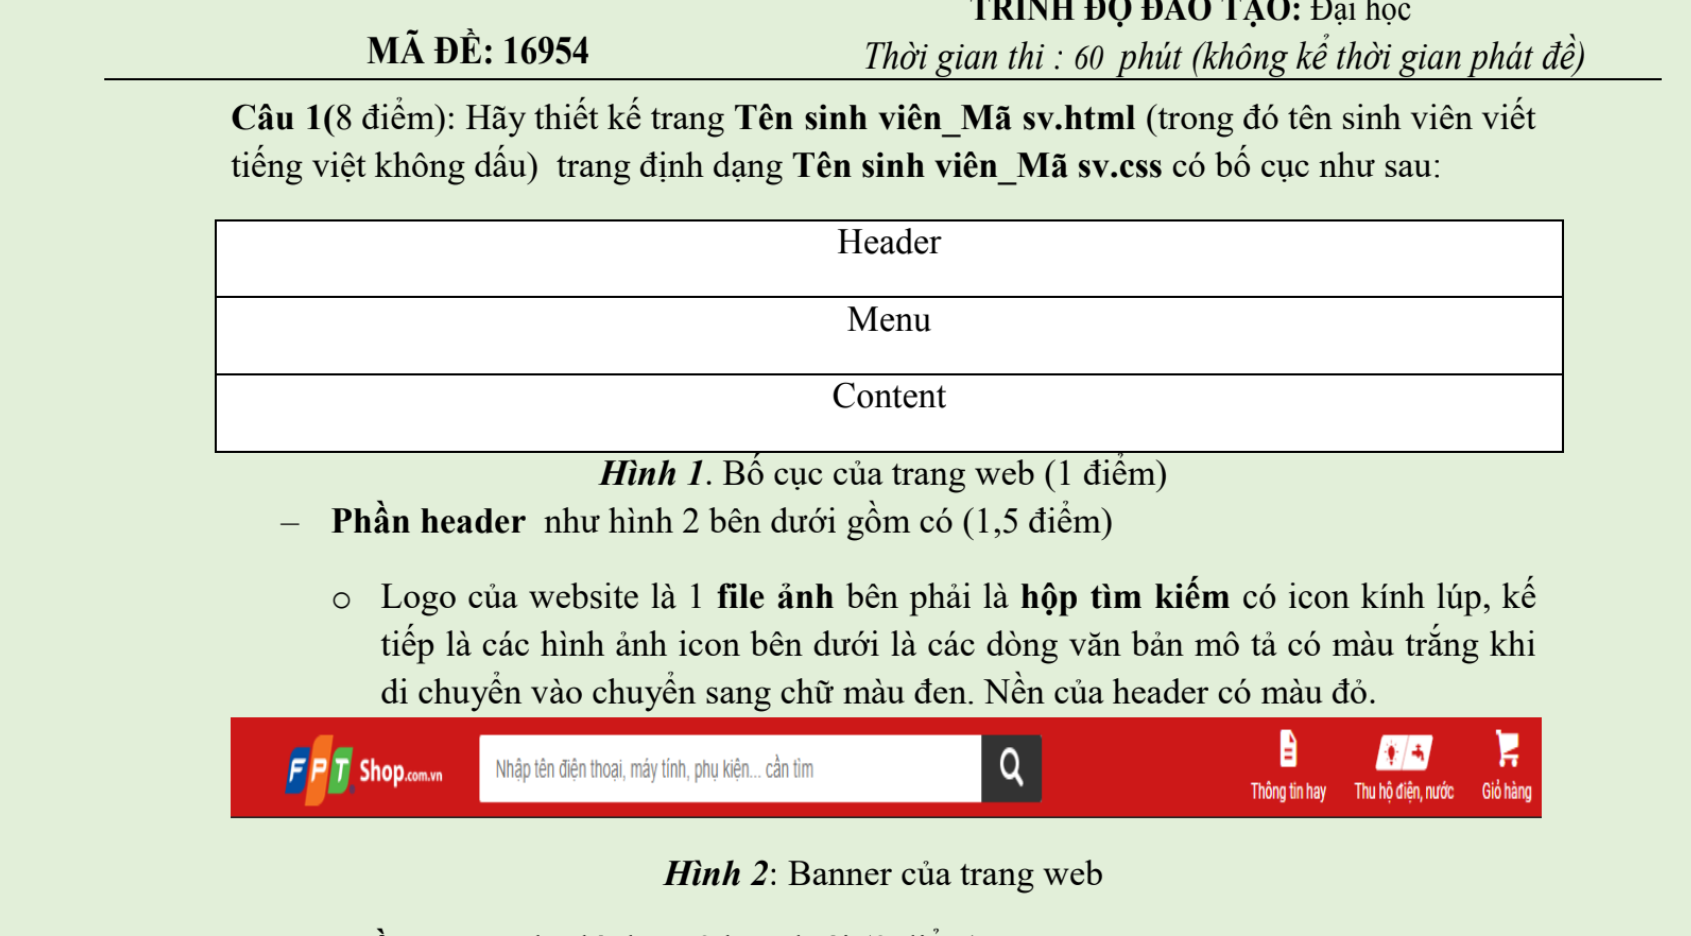 TRÌNH ĐỘ ĐÀO TẠO: Đại học
MÃ ĐỀ: 16954
Thời gian thi : 60 phút (không kể thời gian phát đề)
Câu 1(8 điểm): Hãy thiết kế trang Tên sinh viên_Mã sv.html (trong đó tên sinh viên viết
tiếng việt không dấu) trang định dạng Tên sinh viên_Mã sv.css có bố cục như sau:
Header
Menu
Content
Hình 1. Bố cục của trang web (1 điểm)
– Phần header như hình 2 bên dưới gồm có (1,5 điểm)
o Logo của website là 1 file ảnh bên phải là hộp tìm kiếm có icon kính lúp, kế
tiếp là các hình ảnh icon bên dưới là các dòng văn bản mô tả có màu trắng khi
di chuyển vào chuyển sang chữ màu đen. Nền của header có màu đỏ.
FPT Shop.com.vn
Nhập tên điện thoại, máy tính, phụ kiện... cần tìm
Thông tin hay
Thu hộ điện, nước
Giỏ hàng
Hình 2: Banner của trang web